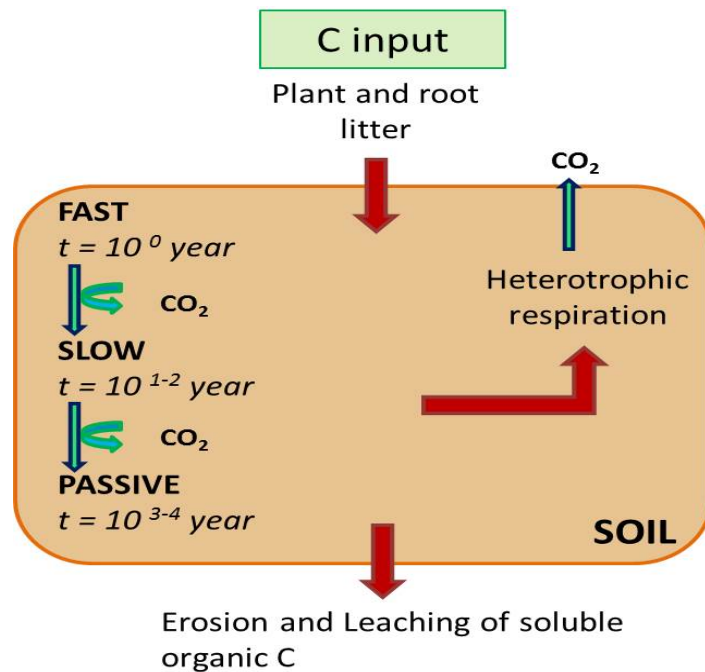 C input
Plant and root
litter
CO₂
FAST
t = 10 ⁰ year
CO₂
SLOW
t = 10 ¹⁻² year
CO₂
PASSIVE
t = 10 ³⁻⁴ year
Heterotrophic
respiration
SOIL
Erosion and Leaching of soluble
organic C